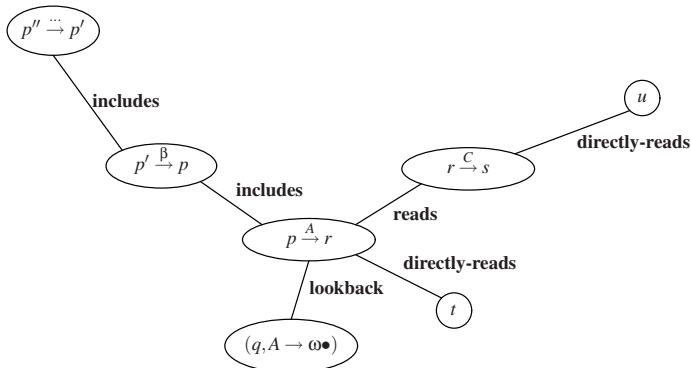 p′′ ...→ p′
includes
u
directly-reads
p′ β→ p
r C→ s
includes
reads
p A→ r
directly-reads
lookback
t
(q, A → ω•)